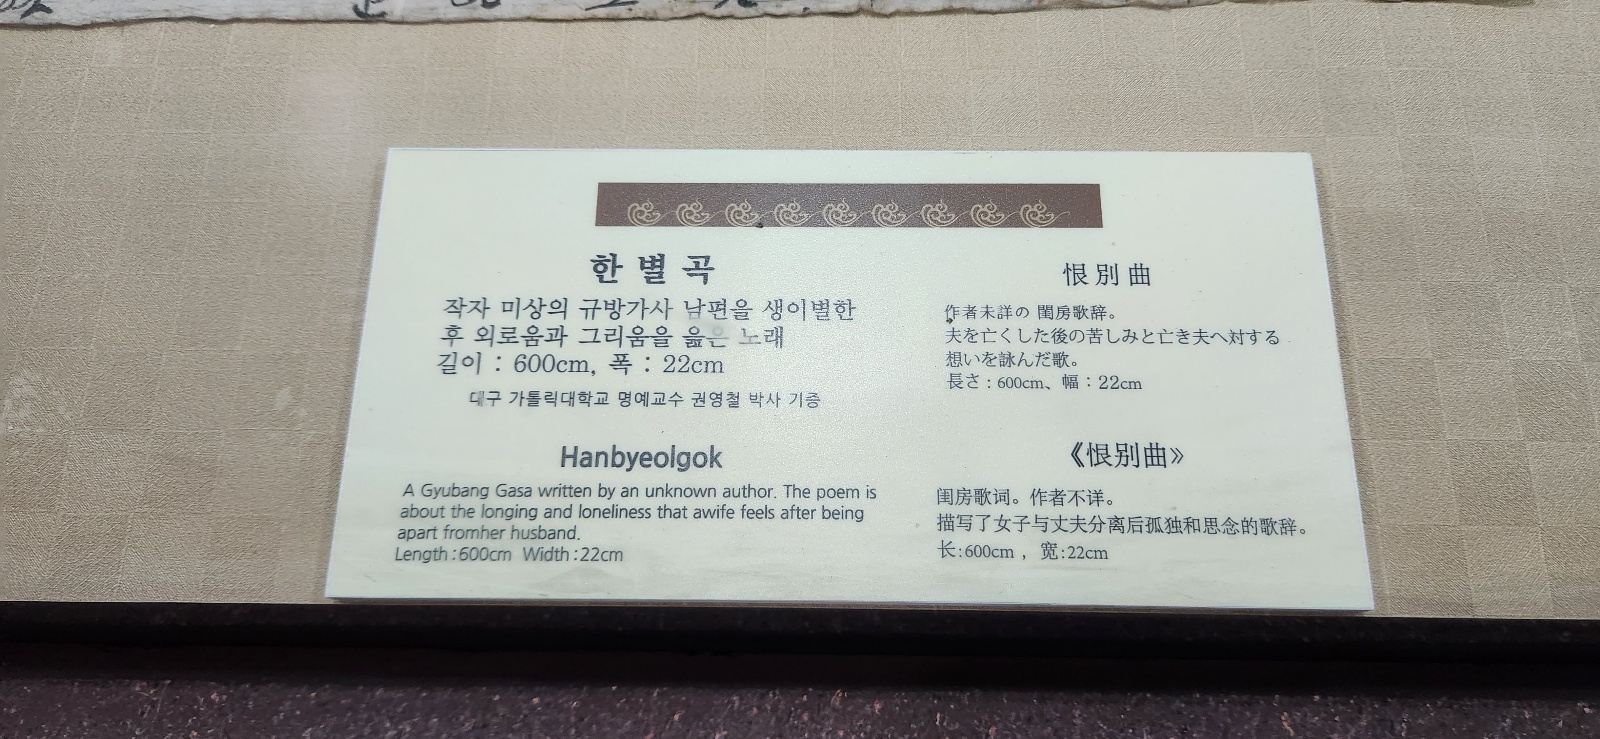 한별곡
작자 미상의 규방가사 남편을 생이별한
후 외로움과 그리움을 읊은 노래
길이 : 600cm, 폭 : 22cm
대구 가톨릭대학교 명예교수 권영철 박사 기증
恨別曲
作者未詳の 閨房歌辞。
夫を亡くした後の苦しみと亡き夫へ対する
想いを詠んだ歌。
長さ : 600cm、幅 : 22cm
Hanbyeolgok
A Gyubang Gasa written by an unknown author. The poem is
about the longing and loneliness that awife feels after being
apart fromher husband.
Length : 600cm Width : 22cm
《恨别曲》
闺房歌词。作者不详。
描写了女子与丈夫分离后孤独和思念的歌辞。
长:600cm , 宽:22cm